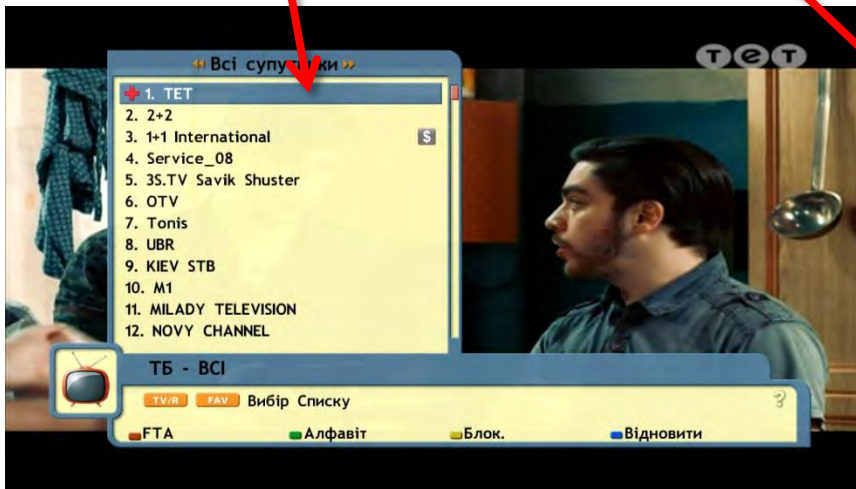 Всі супутники
тет
1. ТЕТ
2. 2+2
3. 1+1 International $
4. Service_08
5. 3S.TV Savik Shuster
6. OTV
7. Tonis
8. UBR
9. KIEV STB
10. M1
11. MILADY TELEVISION
12. NOVY CHANNEL
ТБ - ВСІ
TV/R FAV Вибір Списку ?
FTA Алфавіт Блок. Відновити